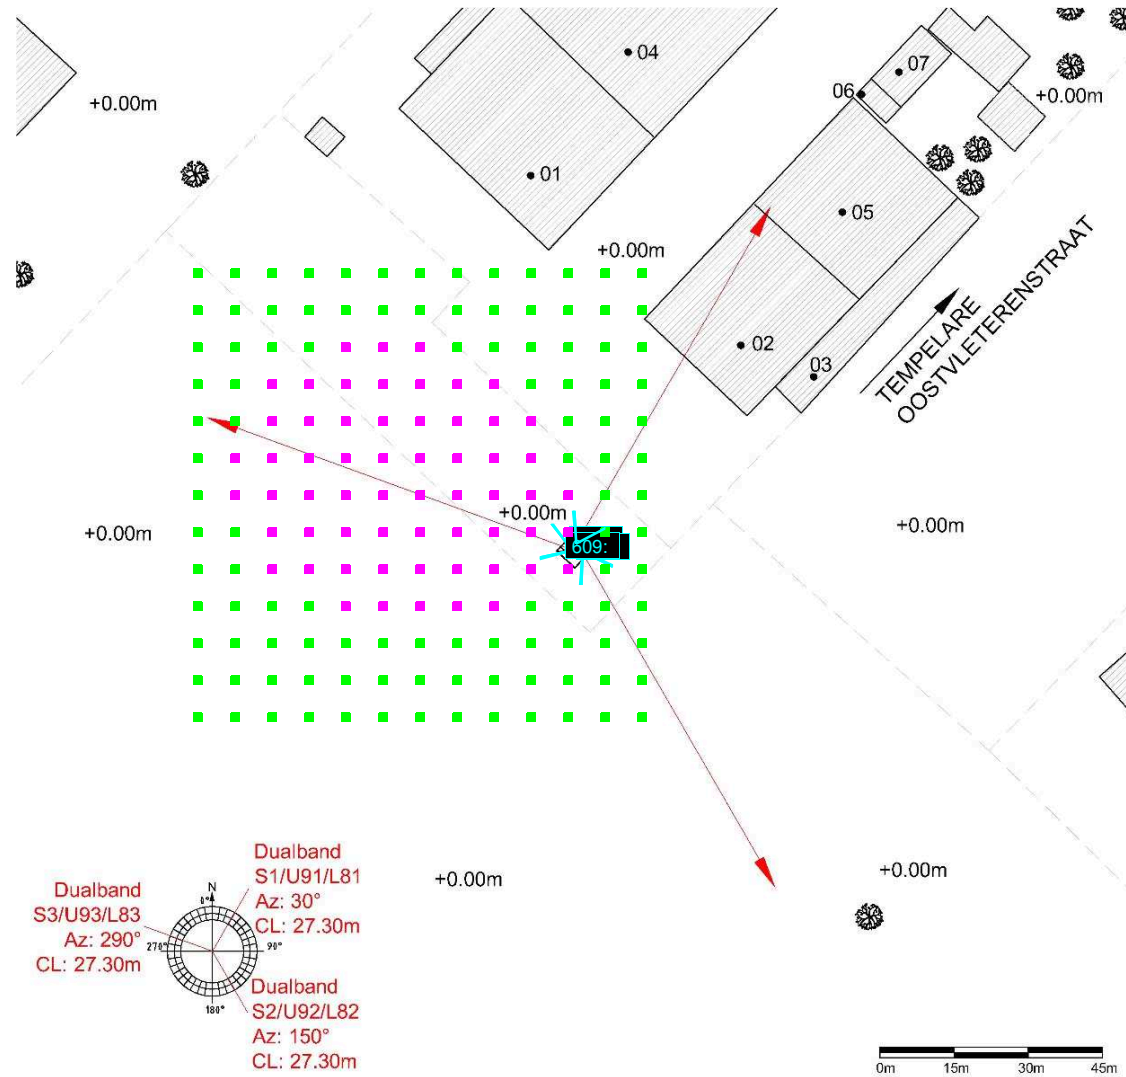 04
07
+0.00m
06
+0.00m
01
05
+0.00m
TEMPELARE
OOSTVLETERENSTRAAT
02
03
+0.00m
+0.00m
+0.00m
609:
+0.00m
+0.00m
Dualband
S1/U91/L81
Az: 30°
CL: 27.30m
Dualband
S3/U93/L83
Az: 290°
CL: 27.30m
N
0°
270°
90°
180°
Dualband
S2/U92/L82
Az: 150°
CL: 27.30m
0m
15m
30m
45m